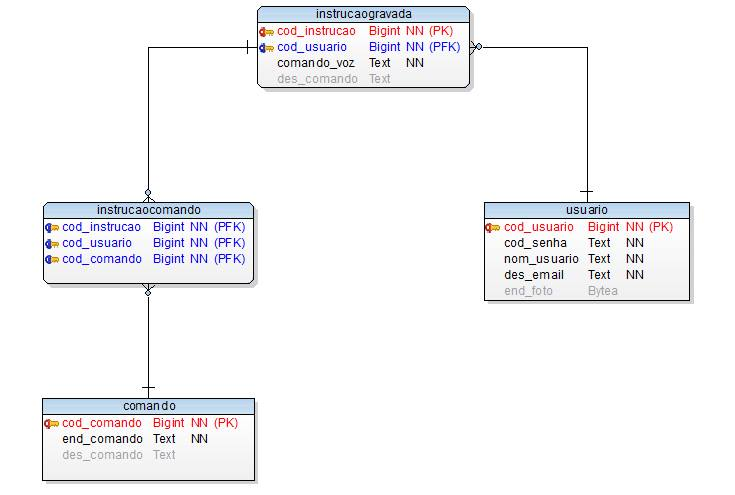 instrucaogravada
cod_instrucao Bigint NN (PK)
cod_usuario Bigint NN (PFK)
comando_voz Text NN
des_comando Text
instrucaocomando
cod_instrucao Bigint NN (PFK)
cod_usuario Bigint NN (PFK)
cod_comando Bigint NN (PFK)
usuario
cod_usuario Bigint NN (PK)
cod_senha Text NN
nom_usuario Text NN
des_email Text NN
end_foto Bytea
comando
cod_comando Bigint NN (PK)
end_comando Text NN
des_comando Text